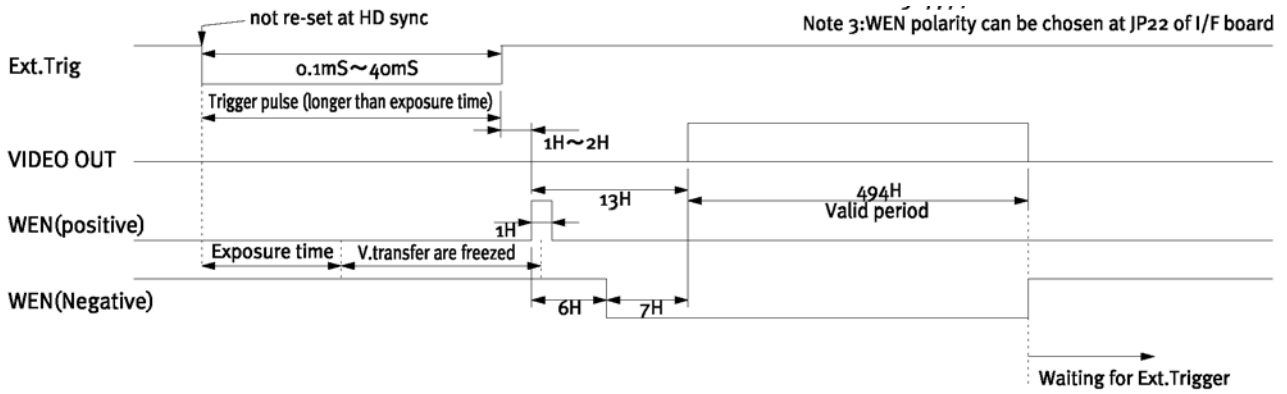 not re-set at HD sync
Note 3:WEN polarity can be chosen at JP22 of I/F board
Ext.Trig
0.1mS～40mS
Trigger pulse (longer than exposure time)
1H～2H
VIDEO OUT
13H
494H
Valid period
WEN(positive)
1H
Exposure time
V.transfer are freezed
WEN(Negative)
6H
7H
Waiting for Ext.Trigger